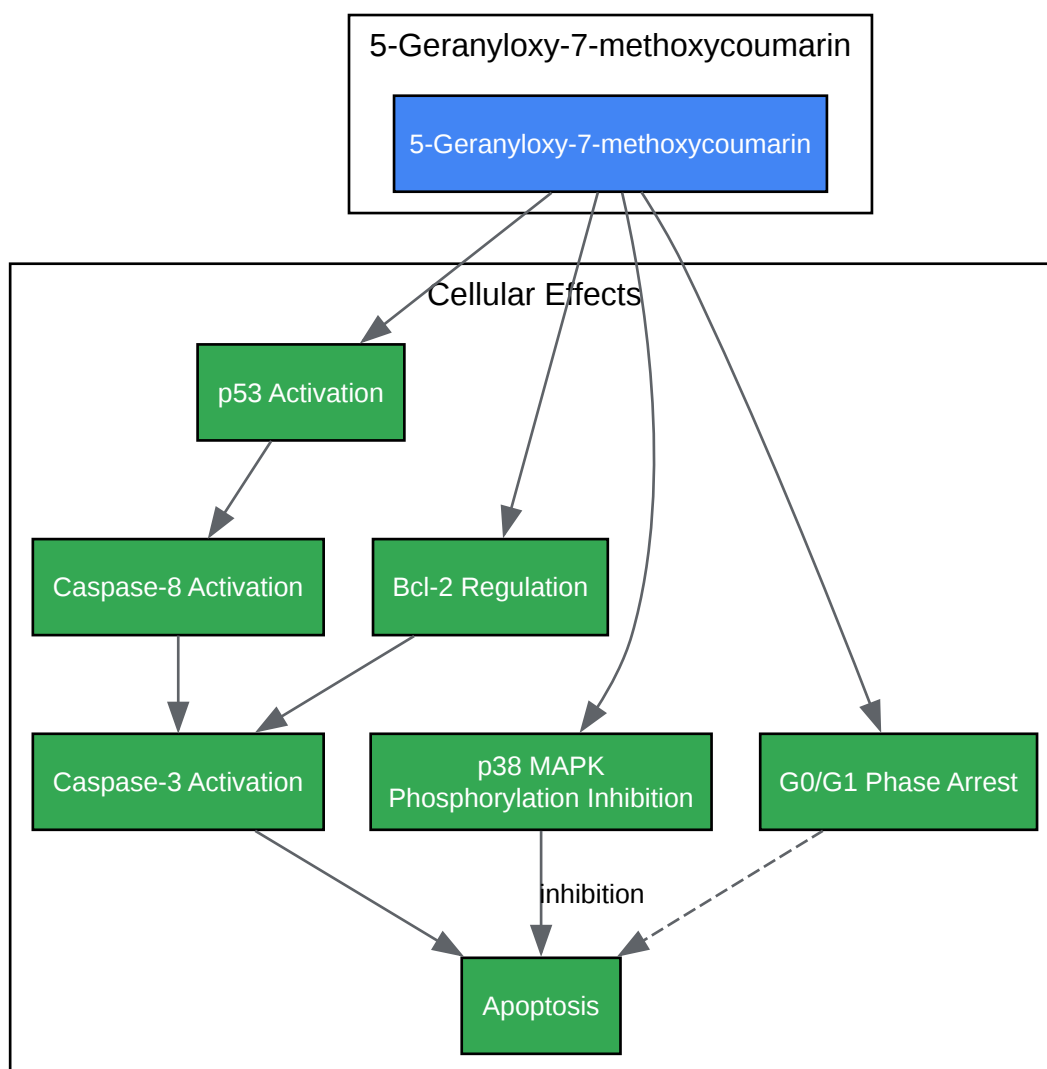 5-Geranyloxy-7-methoxycoumarin
5-Geranyloxy-7-methoxycoumarin
Cellular Effects
p53 Activation
Caspase-8 Activation
Bcl-2 Regulation
Caspase-3 Activation
p38 MAPK
Phosphorylation Inhibition
G0/G1 Phase Arrest
inhibition
Apoptosis